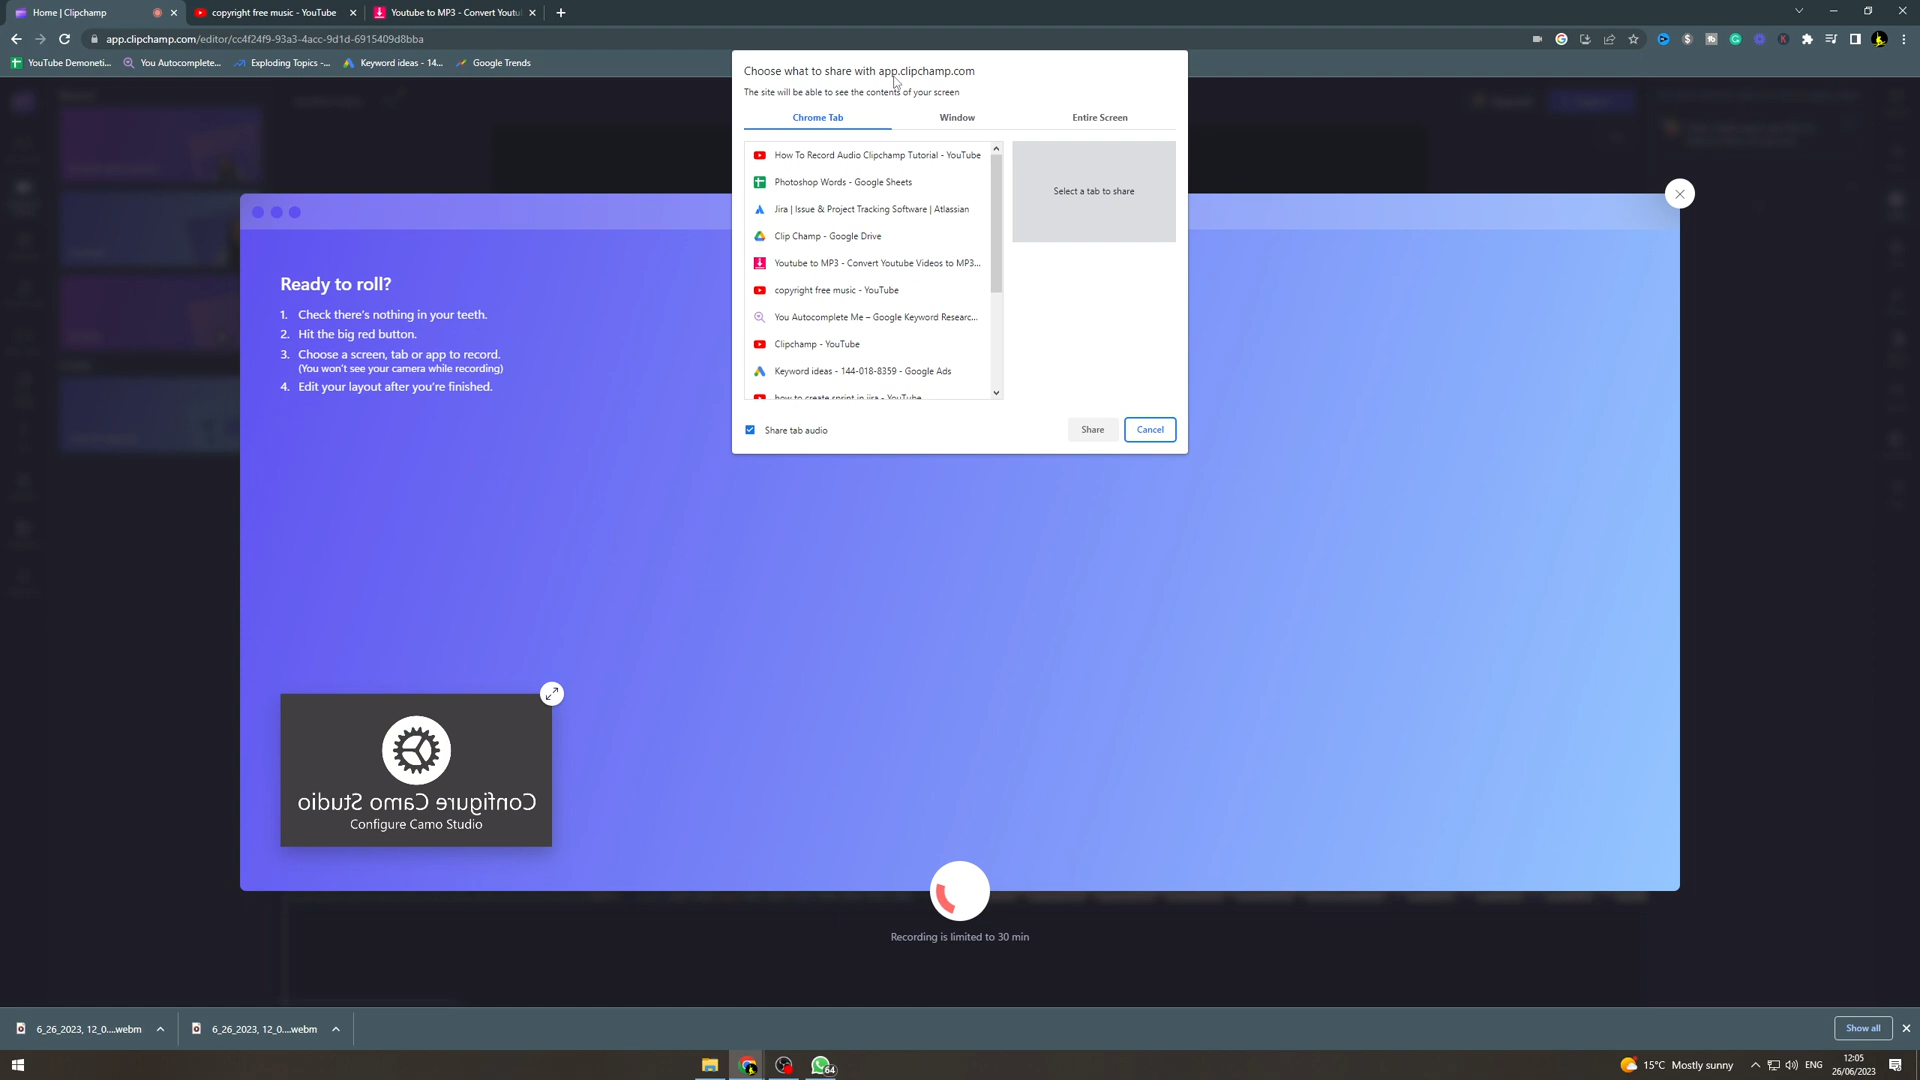 Home | Clipchamp
copyright free music - YouTube
Youtube to MP3 - Convert Youtu
app.clipchamp.com/editor/cc4f24f9-93a3-4acc-9d1d-6915409d8bba
YouTube Demoneti...
You Autocomplete...
Exploding Topics -...
Keyword ideas - 14...
Google Trends
Choose what to share with app.clipchamp.com
The site will be able to see the contents of your screen
Chrome Tab
Window
Entire Screen
How To Record Audio Clipchamp Tutorial - YouTube
Photoshop Words - Google Sheets
Jira | Issue & Project Tracking Software | Atlassian
Clip Champ - Google Drive
Youtube to MP3 - Convert Youtube Videos to MP3...
copyright free music - YouTube
You Autocomplete Me – Google Keyword Researc...
Clipchamp - YouTube
Keyword ideas - 144-018-8359 - Google Ads
how to create sprint in jira - YouTube
Select a tab to share
Share tab audio
Share
Cancel
Ready to roll?
1. Check there's nothing in your teeth.
2. Hit the big red button.
3. Choose a screen, tab or app to record.
(You won't see your camera while recording)
4. Edit your layout after you're finished.
Configure Camo Studio
Configure Camo Studio
Recording is limited to 30 min
6_26_2023, 12_0....webm
6_26_2023, 12_0....webm
Show all
64
15°C Mostly sunny
ENG
12:05
26/06/2023